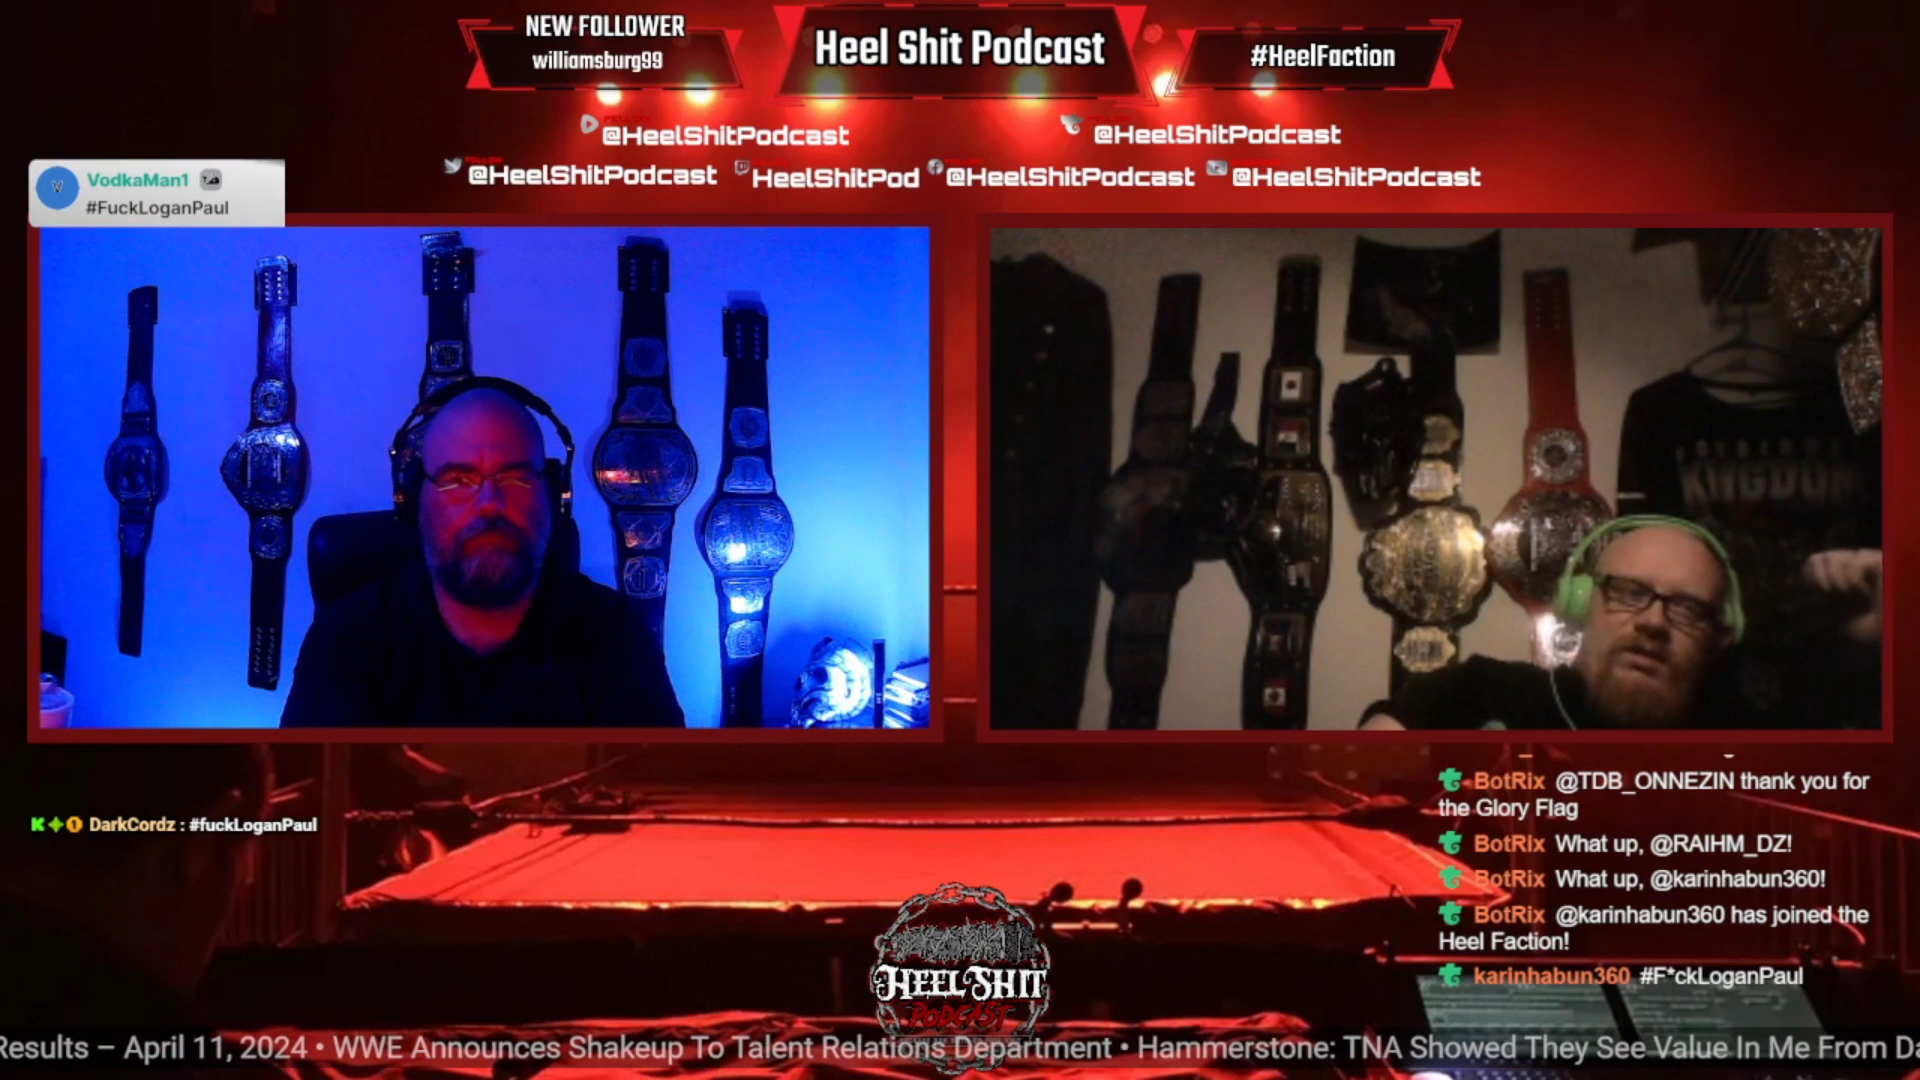 NEW FOLLOWER
williamsburg99
Heel Shit Podcast
#HeelFaction
@HeelShitPodcast
@HeelShitPodcast
FOLLOW
@HeelShitPodcast
HeelShitPod
@HeelShitPodcast
@HeelShitPodcast
V
VodkaMan1
#FuckLoganPaul
KINGDOM
DarkCordz : #fuckLoganPaul
BotRix @TDB_ONNEZIN thank you for
the Glory Flag
BotRix What up, @RAIHM_DZ!
BotRix What up, @karinhabun360!
BotRix @karinhabun360 has joined the
Heel Faction!
karinhabun360 #F*ckLoganPaul
HEEL SHIT
PODCAST
Results – April 11, 2024 • WWE Announces Shakeup To Talent Relations Department • Hammerstone: TNA Showed They See Value In Me From Da